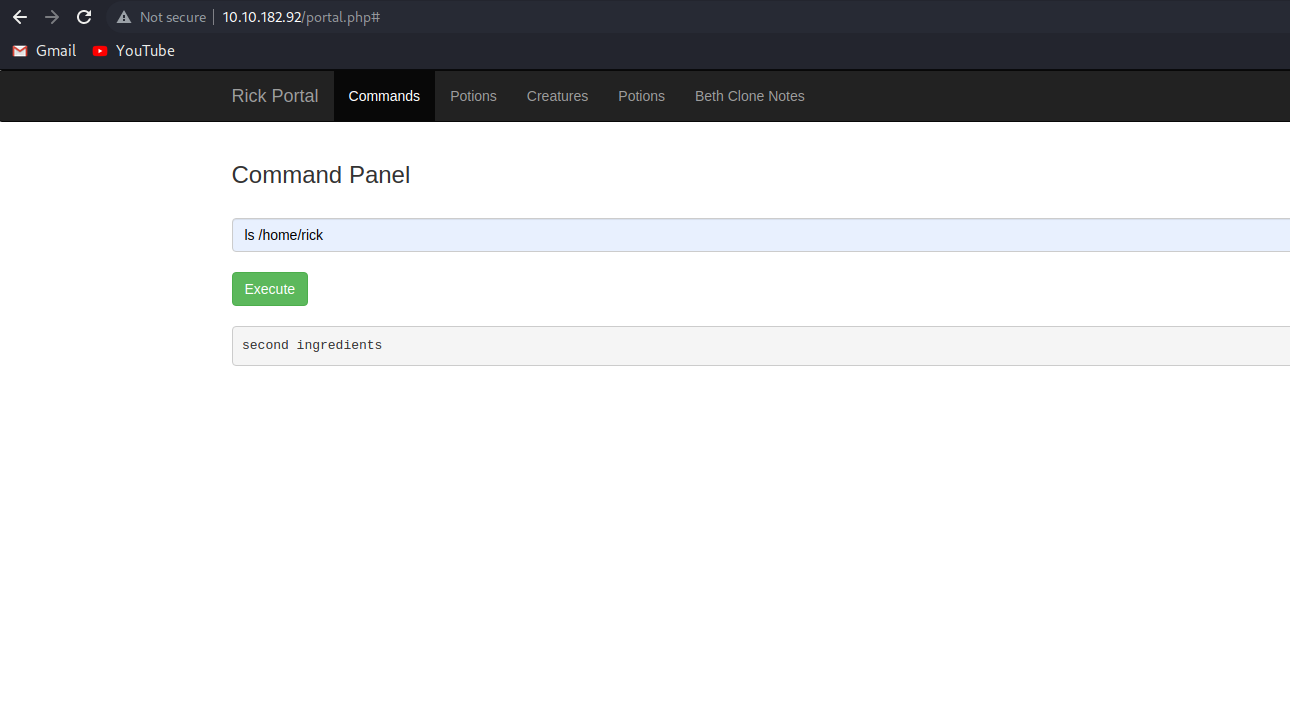 Not secure 10.10.182.92/portal.php#
Gmail YouTube
Rick Portal Commands Potions Creatures Potions Beth Clone Notes
Command Panel
ls /home/rick
Execute
second ingredients